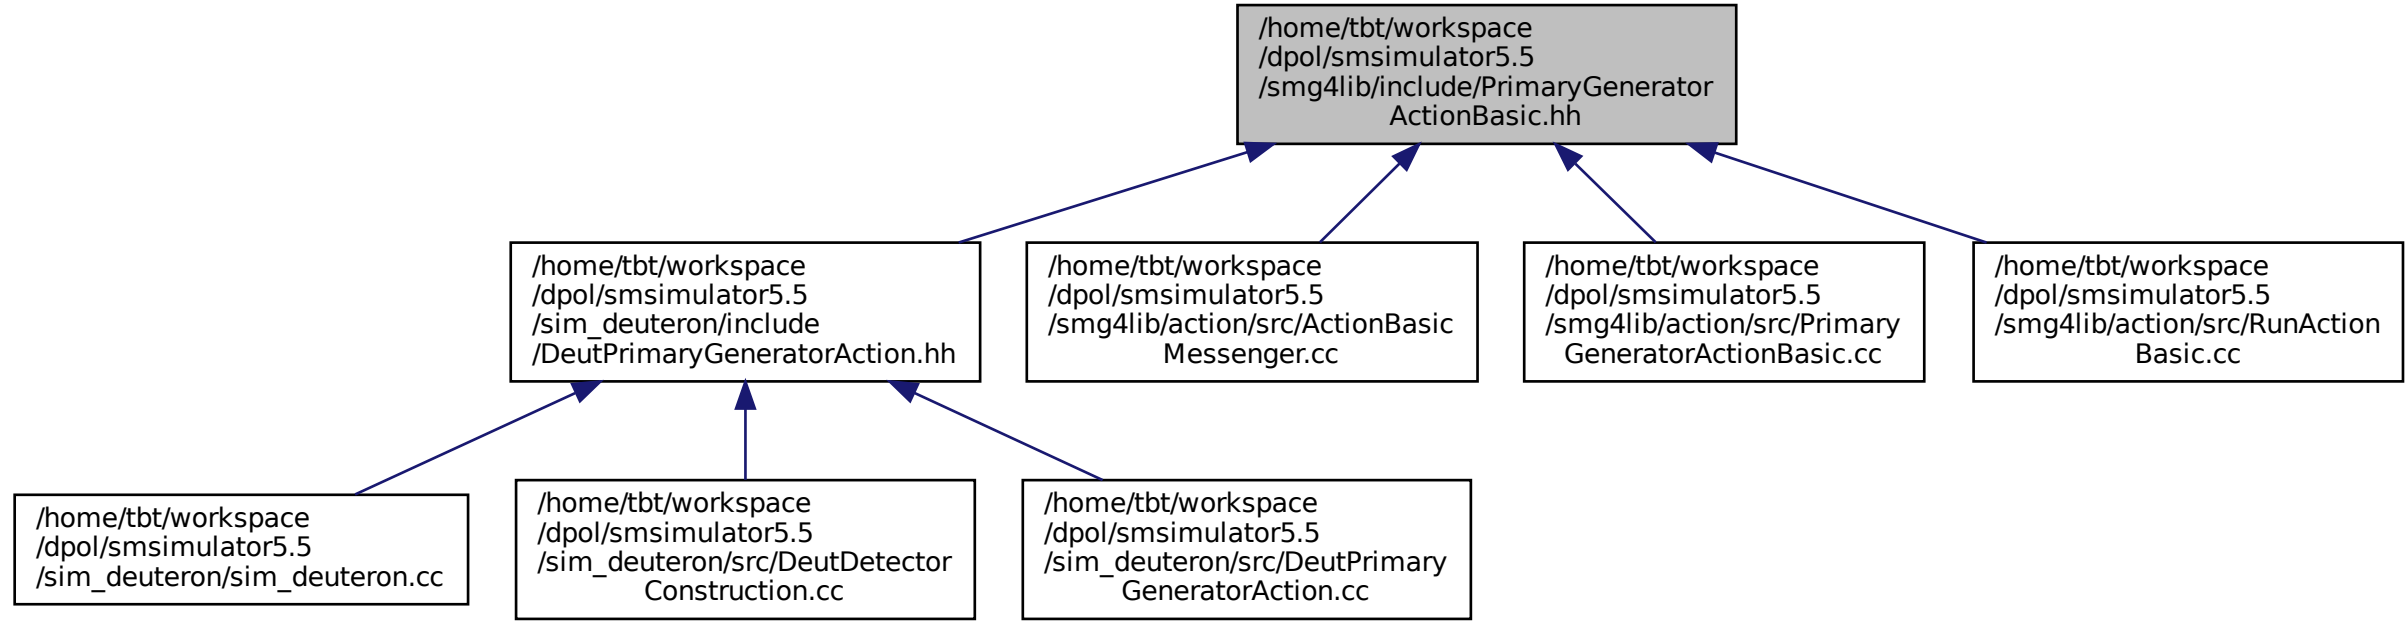 /home/tbt/workspace
/dpol/smsimulator5.5
/smg4lib/include/PrimaryGenerator
ActionBasic.hh
/home/tbt/workspace
/dpol/smsimulator5.5
/sim_deuteron/include
/DeutPrimaryGeneratorAction.hh
/home/tbt/workspace
/dpol/smsimulator5.5
/smg4lib/action/src/ActionBasic
Messenger.cc
/home/tbt/workspace
/dpol/smsimulator5.5
/smg4lib/action/src/Primary
GeneratorActionBasic.cc
/home/tbt/workspace
/dpol/smsimulator5.5
/smg4lib/action/src/RunAction
Basic.cc
/home/tbt/workspace
/dpol/smsimulator5.5
/sim_deuteron/sim_deuteron.cc
/home/tbt/workspace
/dpol/smsimulator5.5
/sim_deuteron/src/DeutDetector
Construction.cc
/home/tbt/workspace
/dpol/smsimulator5.5
/sim_deuteron/src/DeutPrimary
GeneratorAction.cc